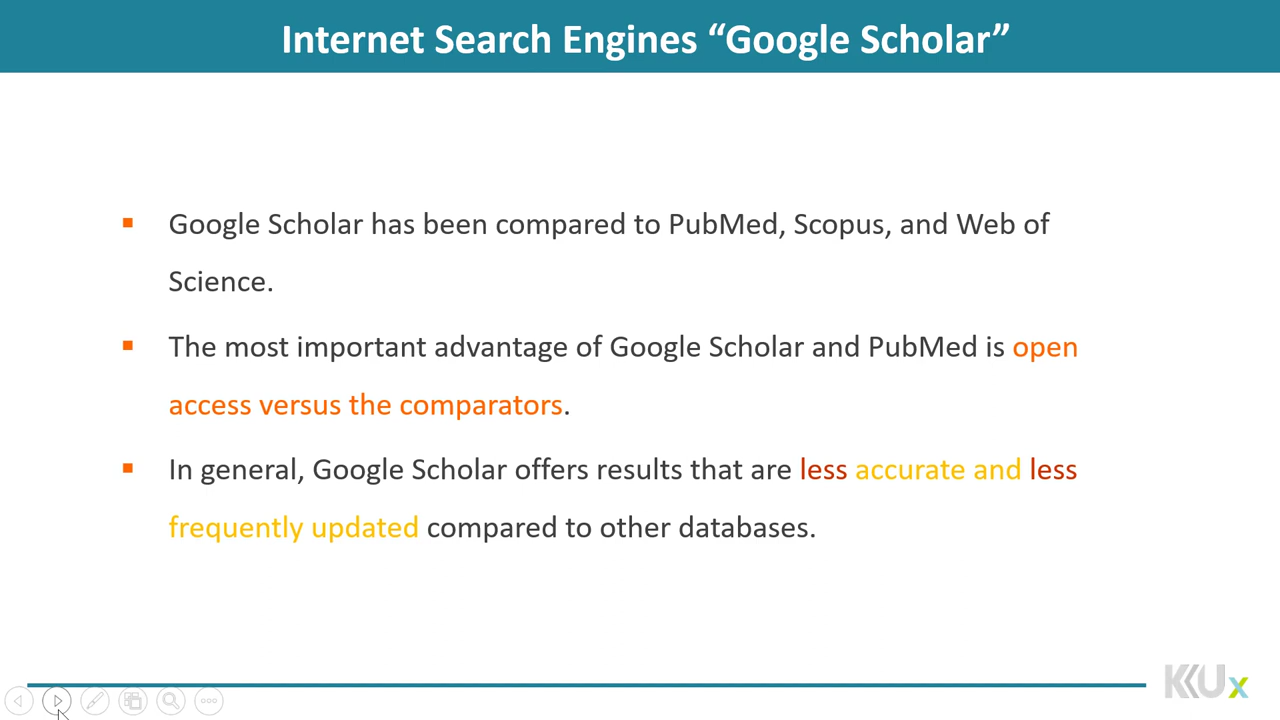 Internet Search Engines “Google Scholar”
Google Scholar has been compared to PubMed, Scopus, and Web of
Science.
The most important advantage of Google Scholar and PubMed is open
access versus the comparators.
In general, Google Scholar offers results that are less accurate and less
frequently updated compared to other databases.
KKUx